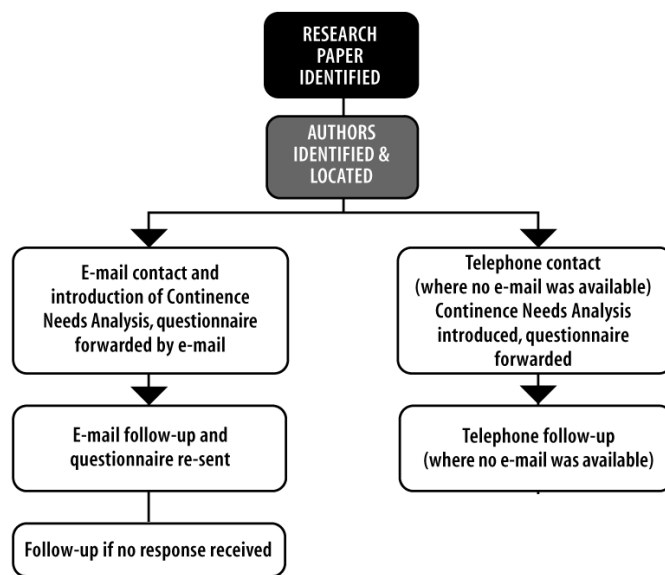 RESEARCH
PAPER
IDENTIFIED
AUTHORS
IDENTIFIED &
LOCATED
E-mail contact and
introduction of Continence
Needs Analysis, questionnaire
forwarded by e-mail
Telephone contact
(where no e-mail was available)
Continence Needs Analysis
introduced, questionnaire
forwarded
E-mail follow-up and
questionnaire re-sent
Telephone follow-up
(where no e-mail was available)
Follow-up if no response received